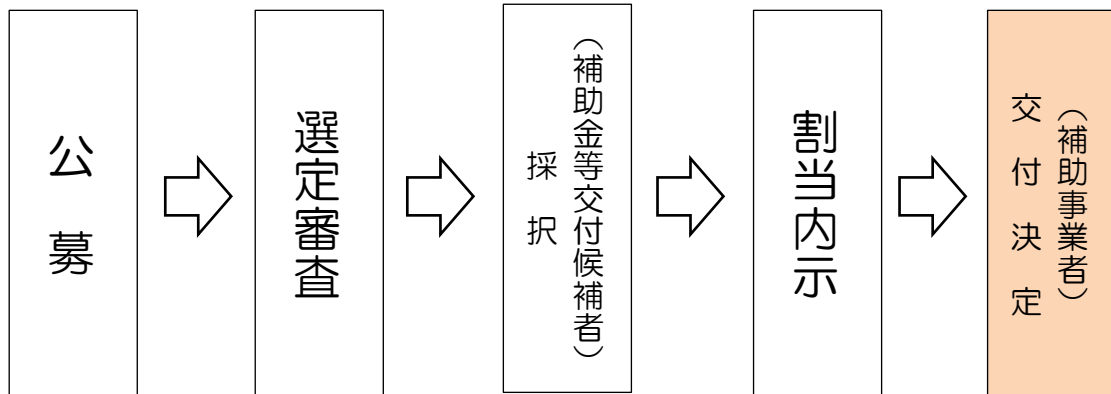 公募
選定審査
（補助金等交付候補者）
採択
割当内示
（補助事業者）
交付決定